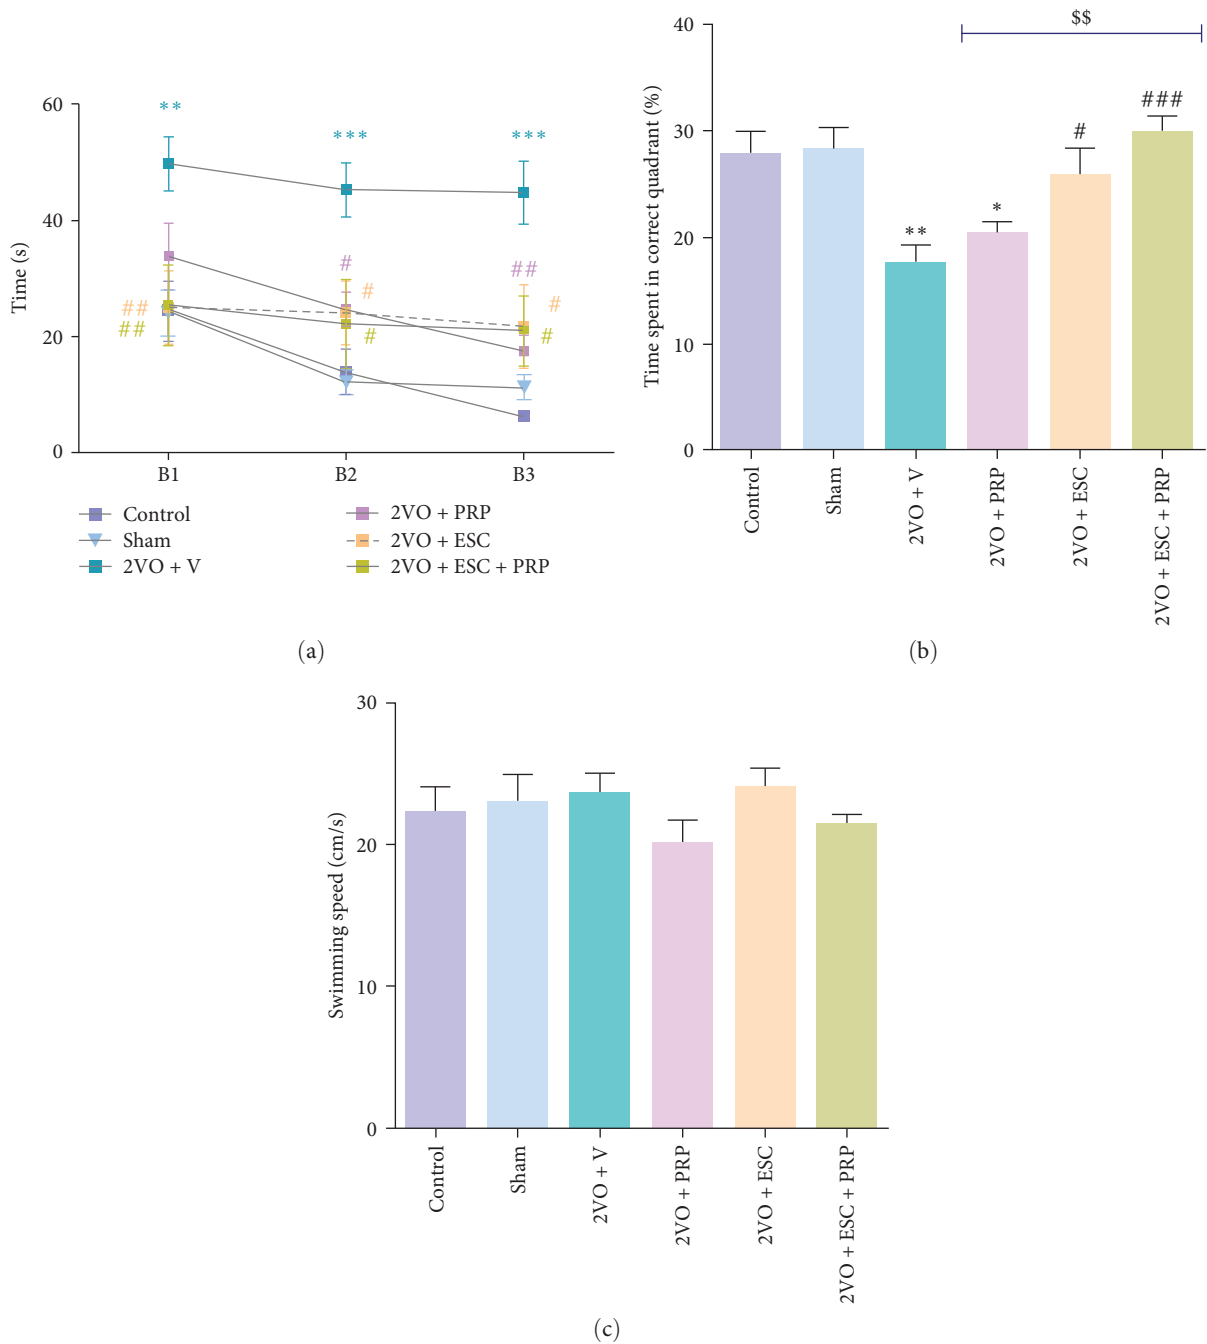 60
40
20
0
Time (s)
**
***
***
#
##
#
#
##
##
#
#
B1
B2
B3
Control
Sham
2VO + V
2VO + PRP
2VO + ESC
2VO + ESC + PRP
(a)
40
30
20
10
0
Time spent in correct quadrant (%)
$$
**
*
#
###
Control
Sham
2VO + V
2VO + PRP
2VO + ESC
2VO + ESC + PRP
(b)
30
20
10
0
Swimming speed (cm/s)
Control
Sham
2VO + V
2VO + PRP
2VO + ESC
2VO + ESC + PRP
(c)